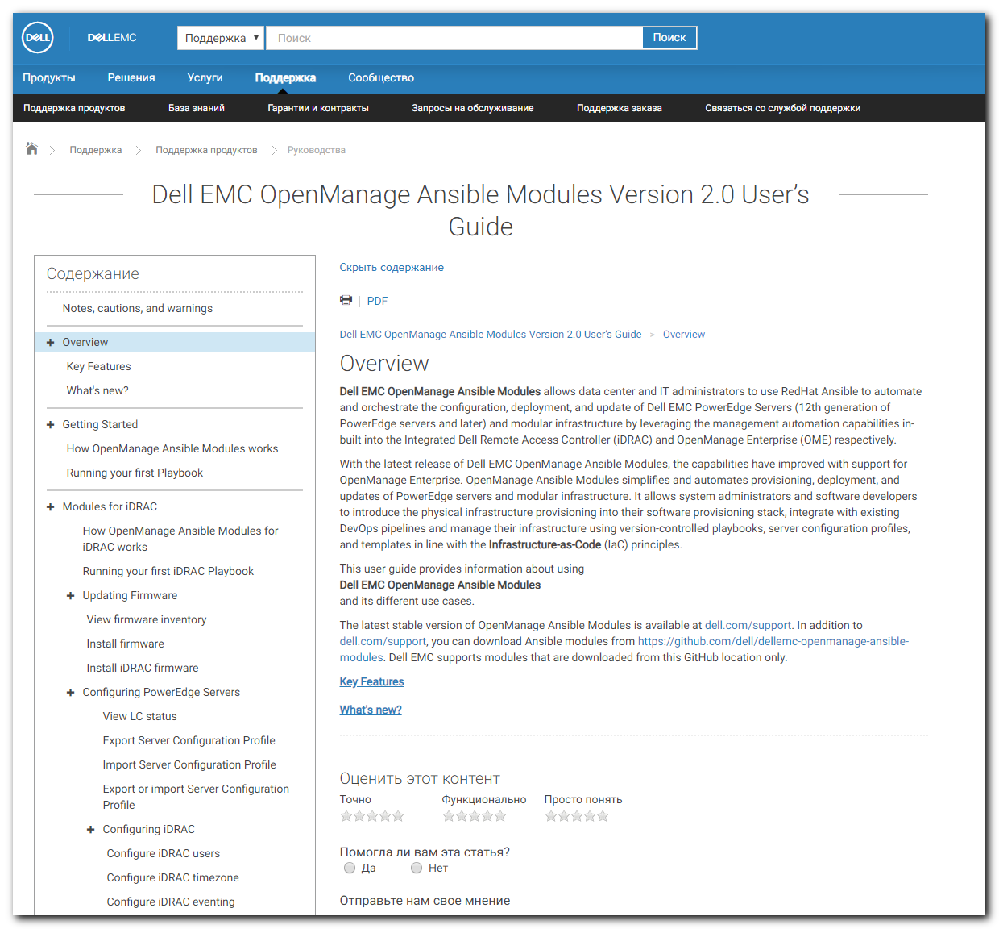 DELL
DELLEMC
Поддержка
Поиск
Поиск
Продукты
Решения
Услуги
Поддержка
Сообщество
Поддержка продуктов
База знаний
Гарантии и контракты
Запросы на обслуживание
Поддержка заказа
Связаться со службой поддержки
Поддержка
Поддержка продуктов
Руководства
Dell EMC OpenManage Ansible Modules Version 2.0 User’s
Guide
Содержание
Notes, cautions, and warnings
Overview
Key Features
What's new?
Getting Started
How OpenManage Ansible Modules works
Running your first Playbook
Modules for iDRAC
How OpenManage Ansible Modules for
iDRAC works
Running your first iDRAC Playbook
Updating Firmware
View firmware inventory
Install firmware
Install iDRAC firmware
Configuring PowerEdge Servers
View LC status
Export Server Configuration Profile
Import Server Configuration Profile
Export or import Server Configuration
Profile
Configuring iDRAC
Configure iDRAC users
Configure iDRAC timezone
Configure iDRAC eventing
Скрыть содержание
PDF
Dell EMC OpenManage Ansible Modules Version 2.0 User’s Guide > Overview
Overview
Dell EMC OpenManage Ansible Modules allows data center and IT administrators to use RedHat Ansible to automate
and orchestrate the configuration, deployment, and update of Dell EMC PowerEdge Servers (12th generation of
PowerEdge servers and later) and modular infrastructure by leveraging the management automation capabilities in-
built into the Integrated Dell Remote Access Controller (iDRAC) and OpenManage Enterprise (OME) respectively.
With the latest release of Dell EMC OpenManage Ansible Modules, the capabilities have improved with support for
OpenManage Enterprise. OpenManage Ansible Modules simplifies and automates provisioning, deployment, and
updates of PowerEdge servers and modular infrastructure. It allows system administrators and software developers
to introduce the physical infrastructure provisioning into their software provisioning stack, integrate with existing
DevOps pipelines and manage their infrastructure using version-controlled playbooks, server configuration profiles,
and templates in line with the Infrastructure-as-Code (IaC) principles.
This user guide provides information about using
Dell EMC OpenManage Ansible Modules
and its different use cases.
The latest stable version of OpenManage Ansible Modules is available at dell.com/support. In addition to
dell.com/support, you can download Ansible modules from https://github.com/dell/dellemc-openmanage-ansible-
modules. Dell EMC supports modules that are downloaded from this GitHub location only.
Key Features
What's new?
Оценить этот контент
Точно
Функционально
Просто понять
Помогла ли вам эта статья?
Да
Нет
Отправьте нам свое мнение